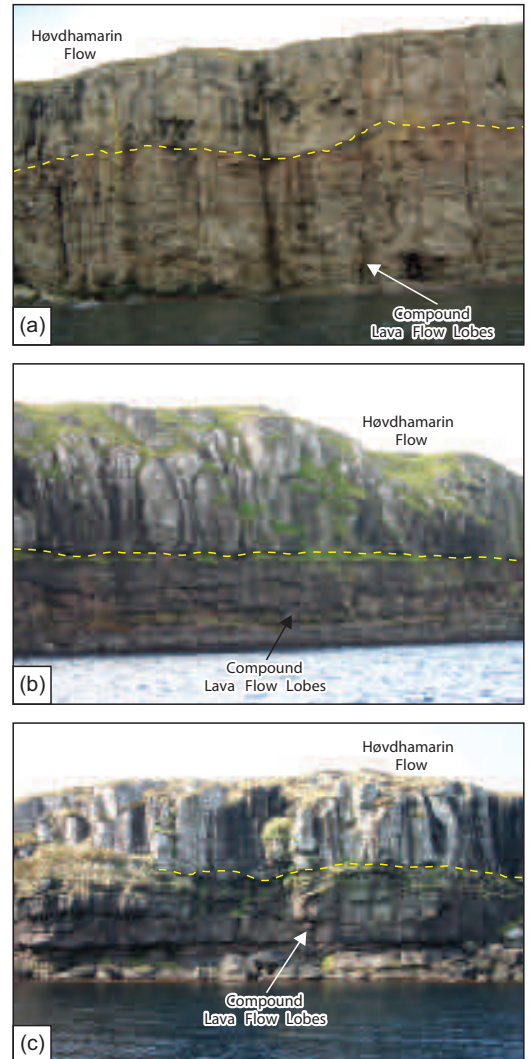 Høvdhamarin
Flow
Compound
Lava Flow Lobes
(a)
Høvdhamarin
Flow
Compound
Lava Flow Lobes
(b)
Høvdhamarin
Flow
Compound
Lava Flow Lobes
(c)